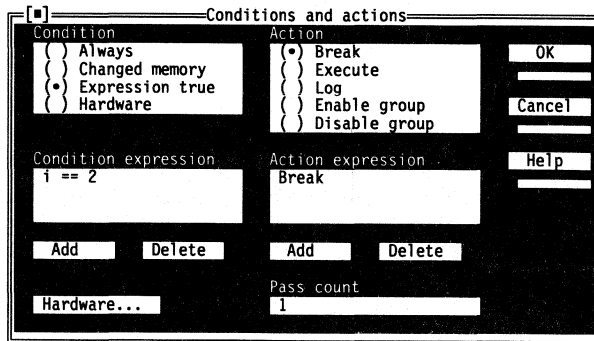 [■] Conditions and actions
Condition
( ) Always
( ) Changed memory
(•) Expression true
( ) Hardware
Action
(•) Break
( ) Execute
( ) Log
( ) Enable group
( ) Disable group
OK
Cancel
Help
Condition expression
i == 2
Action expression
Break
Add
Delete
Add
Delete
Hardware...
Pass count
1